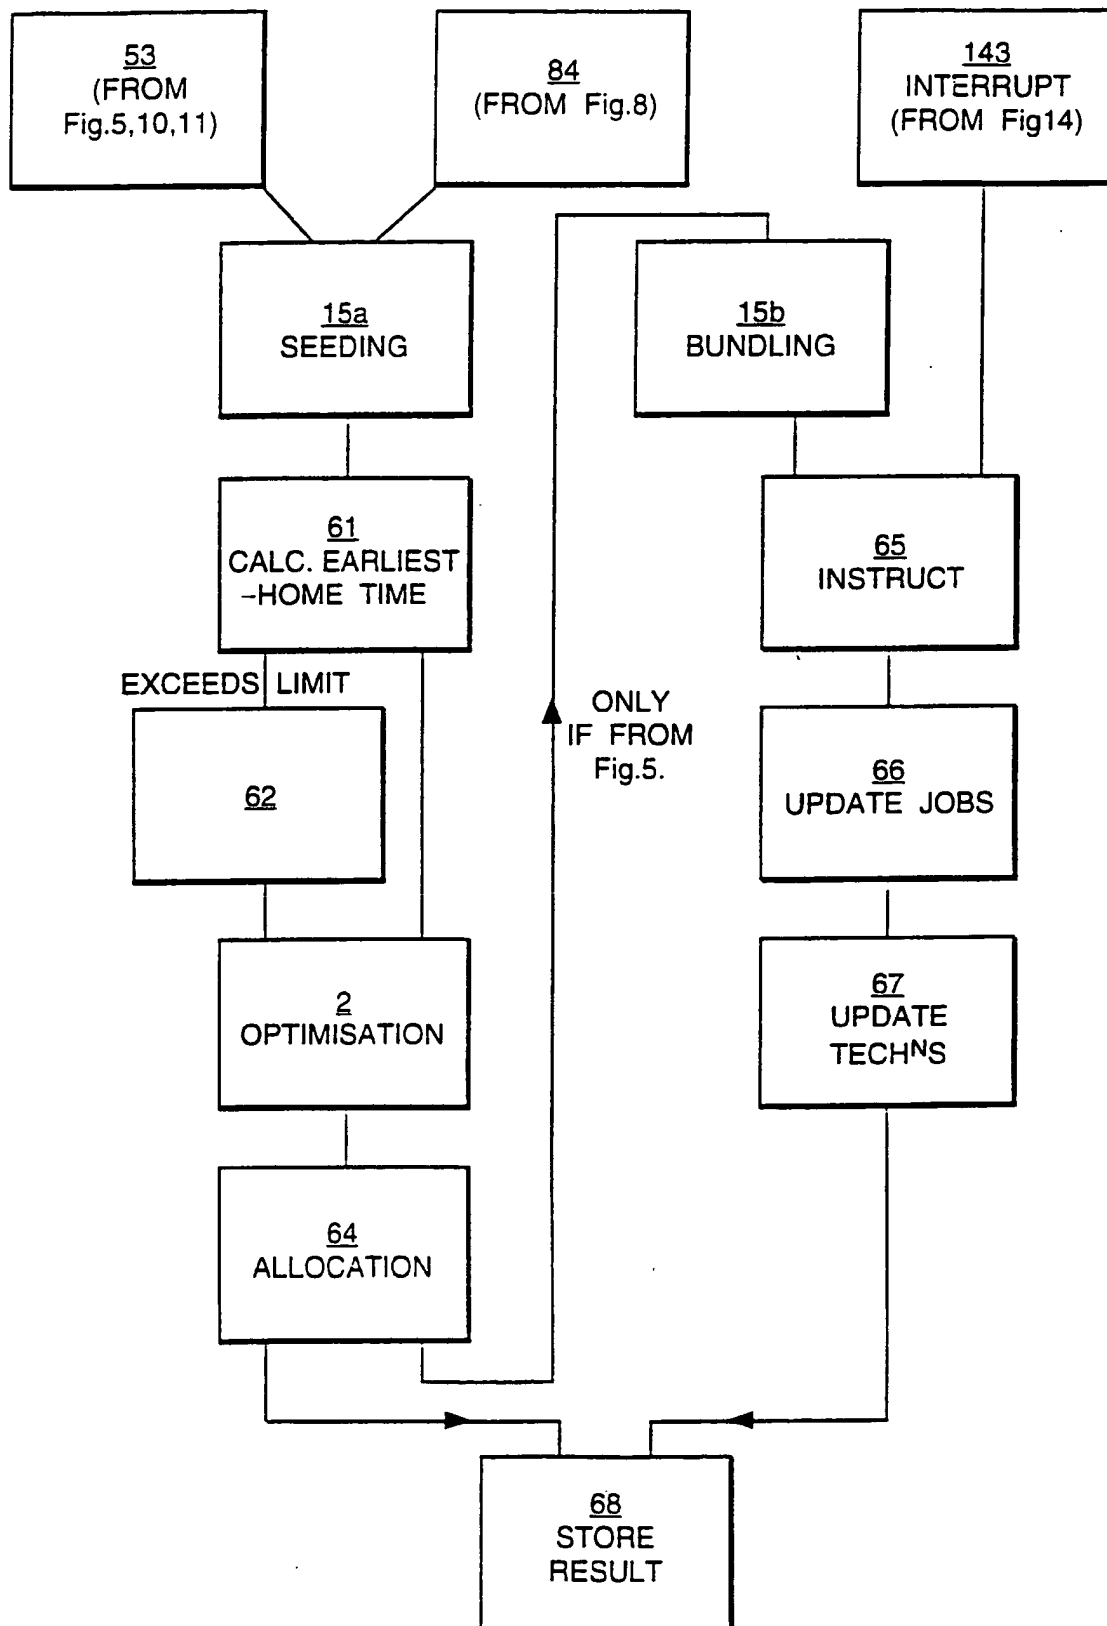 53
(FROM
Fig.5,10,11)
84
(FROM Fig.8)
143
INTERRUPT
(FROM Fig14)
15a
SEEDING
15b
BUNDLING
61
CALC. EARLIEST
-HOME TIME
65
INSTRUCT
EXCEEDS LIMIT
ONLY
IF FROM
Fig.5.
62
66
UPDATE JOBS
2
OPTIMISATION
67
UPDATE
TECHNS
64
ALLOCATION
68
STORE
RESULT